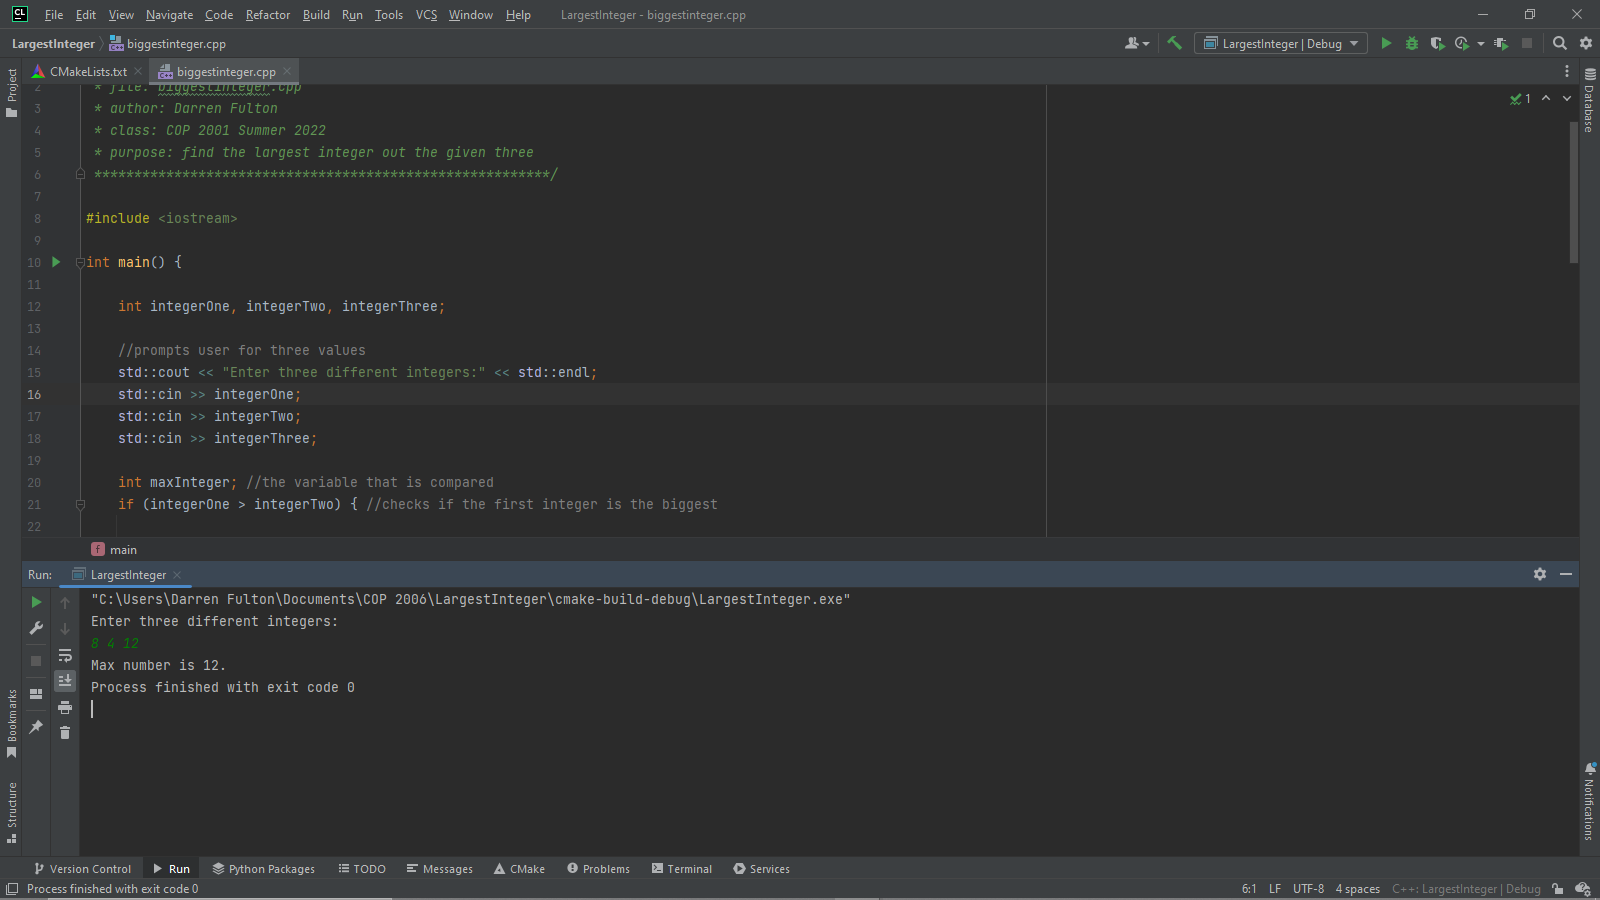 CL File Edit View Navigate Code Refactor Build Run Tools VCS Window Help LargestInteger - biggestinteger.cpp
LargestInteger biggestinteger.cpp LargestInteger | Debug
CMakeLists.txt biggestinteger.cpp
Project
Database
1
2 * file: biggestinteger.cpp
3 * author: Darren Fulton
4 * class: COP 2001 Summer 2022
5 * purpose: find the largest integer out the given three
6 *********************************************************/
7
8 #include <iostream>
9
10 int main() {
11
12 int integerOne, integerTwo, integerThree;
13
14 //prompts user for three values
15 std::cout << "Enter three different integers:" << std::endl;
16 std::cin >> integerOne;
17 std::cin >> integerTwo;
18 std::cin >> integerThree;
19
20 int maxInteger; //the variable that is compared
21 if (integerOne > integerTwo) { //checks if the first integer is the biggest
22
f main
Run: LargestInteger
"C:\Users\Darren Fulton\Documents\COP 2006\LargestInteger\cmake-build-debug\LargestInteger.exe"
Enter three different integers:
8 4 12
Max number is 12.
Process finished with exit code 0
Bookmarks
Structure
Notifications
Version Control Run Python Packages TODO Messages CMake Problems Terminal Services
Process finished with exit code 0 6:1 LF UTF-8 4 spaces C++: LargestInteger | Debug